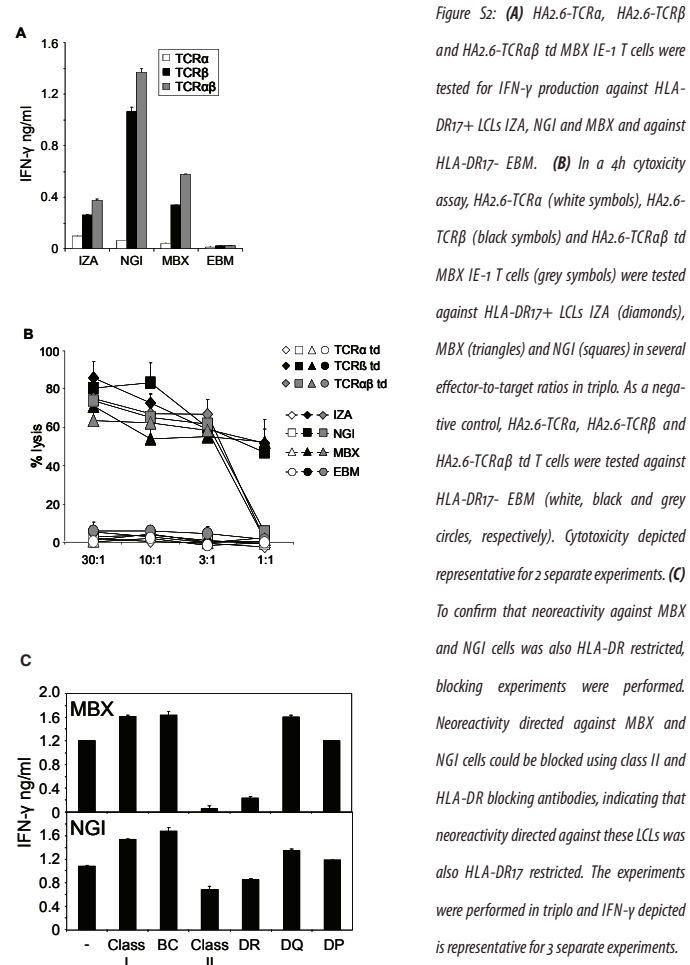 A
1.6
1.2
0.8
0.4
0
IFN-γ ng/ml
TCRα
TCRβ
TCRαβ
IZA NGI MBX EBM
B
100
80
60
40
20
0
% lysis
30:1 10:1 3:1 1:1
TCRα td
TCRß td
TCRαβ td
IZA
NGI
MBX
EBM
C
2.0
1.6
1.2
0.8
0.4
0
MBX
IFN-γ ng/ml
1.6
1.2
0.8
0.4
0
NGI
- Class I BC Class II DR DQ DP
Figure S2: (A) HA2.6-TCRα, HA2.6-TCRβ
and HA2.6-TCRαβ td MBX IE-1 T cells were
tested for IFN-γ production against HLA-
DR17+ LCLs IZA, NGI and MBX and against
HLA-DR17- EBM. (B) In a 4h cytoxicity
assay, HA2.6-TCRα (white symbols), HA2.6-
TCRβ (black symbols) and HA2.6-TCRαβ td
MBX IE-1 T cells (grey symbols) were tested
against HLA-DR17+ LCLs IZA (diamonds),
MBX (triangles) and NGI (squares) in several
effector-to-target ratios in triplo. As a nega-
tive control, HA2.6-TCRα, HA2.6-TCRβ and
HA2.6-TCRαβ td T cells were tested against
HLA-DR17- EBM (white, black and grey
circles, respectively). Cytotoxicity depicted
representative for 2 separate experiments. (C)
To confirm that neoreactivity against MBX
and NGI cells was also HLA-DR restricted,
blocking experiments were performed.
Neoreactivity directed against MBX and
NGI cells could be blocked using class II and
HLA-DR blocking antibodies, indicating that
neoreactivity directed against these LCLs was
also HLA-DR17 restricted. The experiments
were performed in triplo and IFN-γ depicted
is representative for 3 separate experiments.